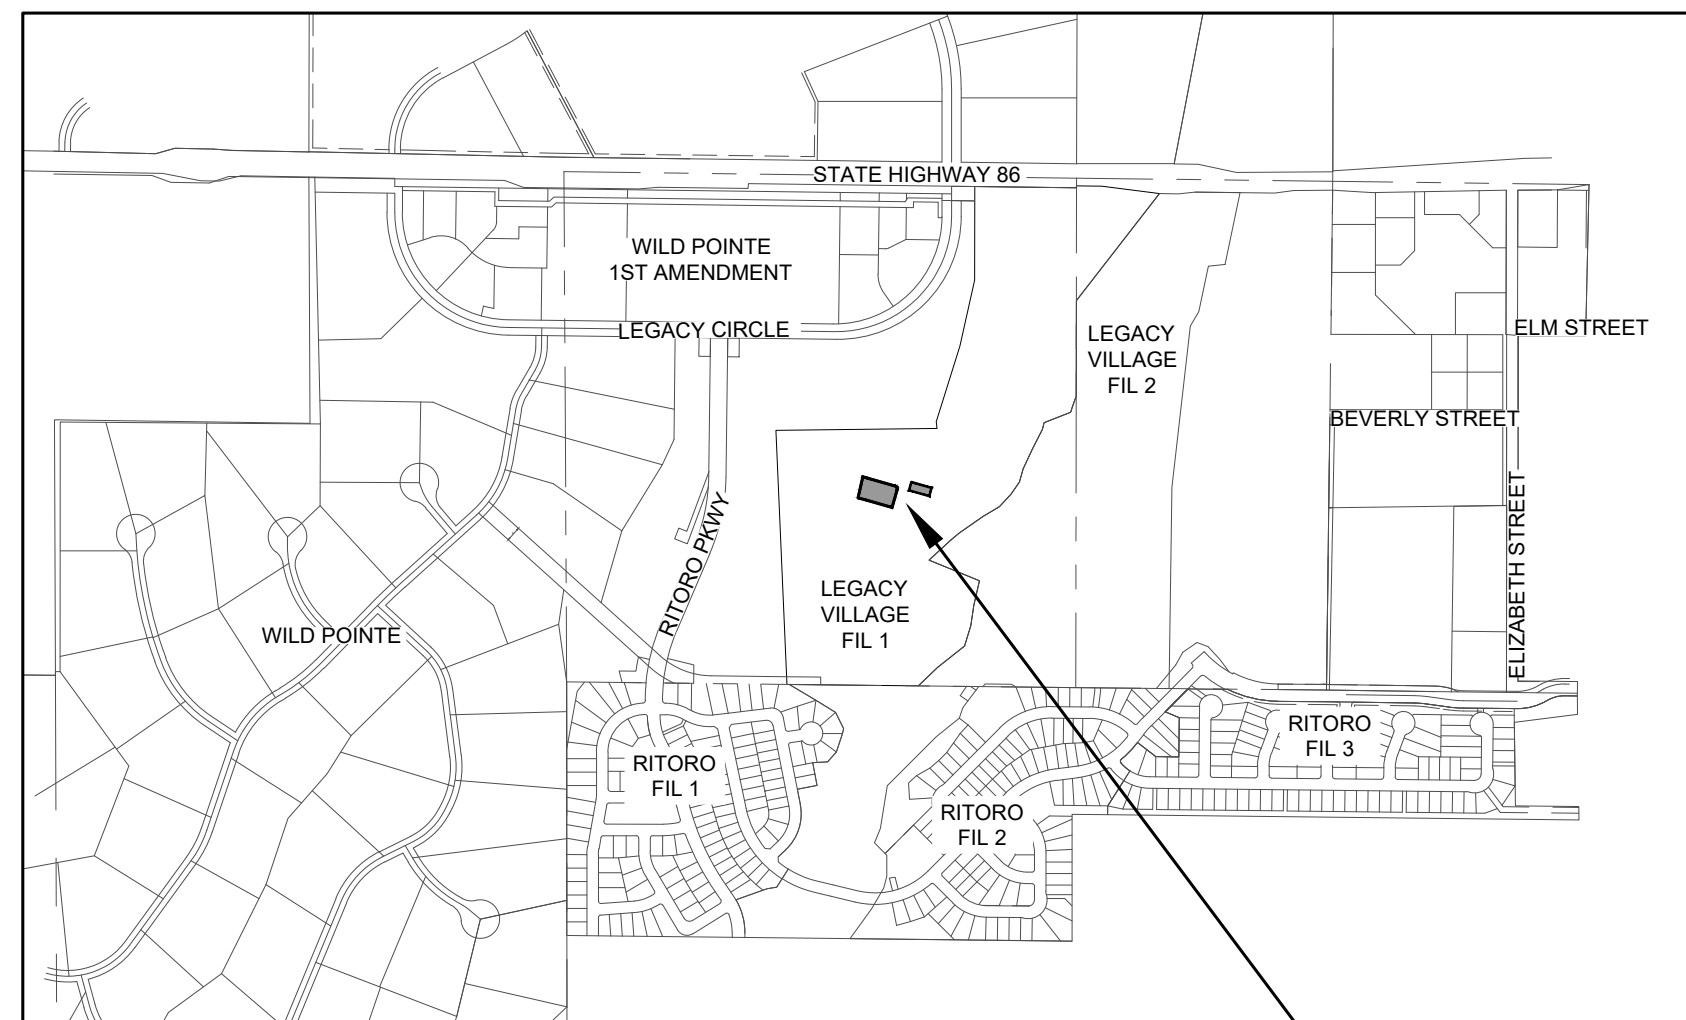 STATE HIGHWAY 86
WILD POINTE
1ST AMENDMENT
LEGACY CIRCLE
LEGACY
VILLAGE
FIL 2
ELM STREET
BEVERLY STREET
ELIZABETH STREET
RITORO PKWY
LEGACY
VILLAGE
FIL 1
WILD POINTE
RITORO
FIL 1
RITORO
FIL 2
RITORO
FIL 3